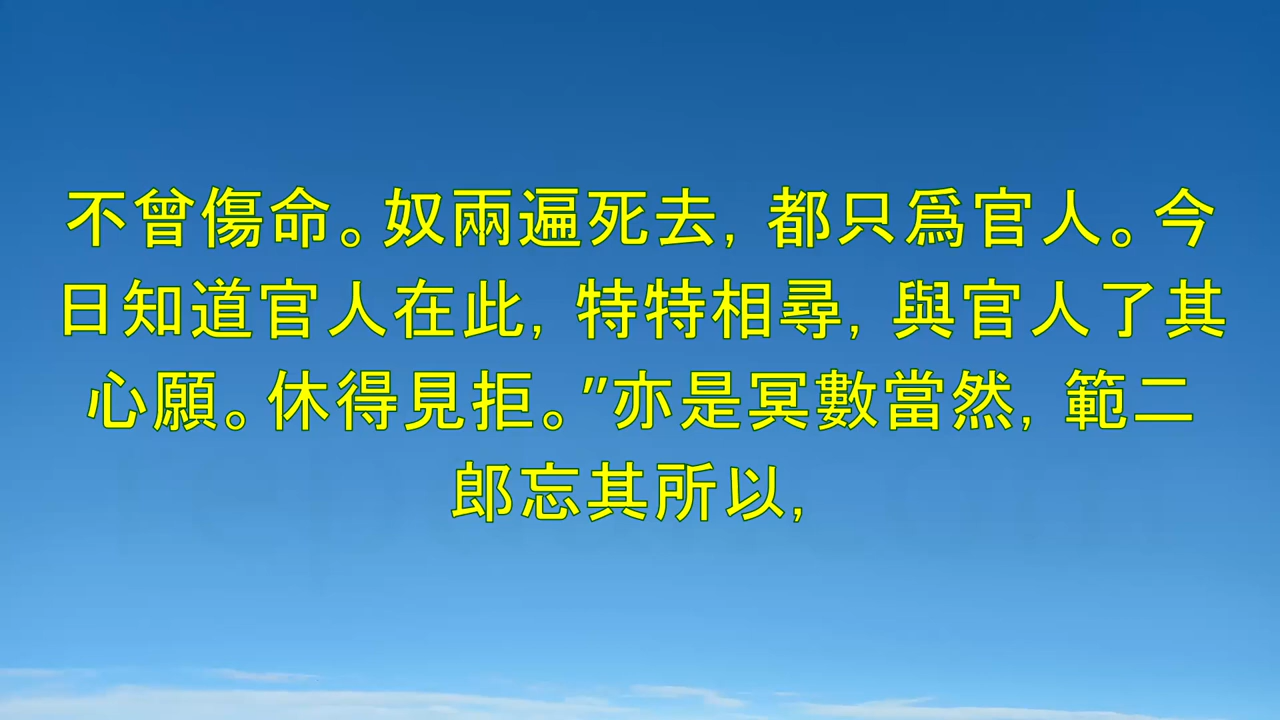 不曾傷命。奴兩遍死去，都只爲官人。今
日知道官人在此，特特相尋，與官人了其
心願。休得見拒。"亦是冥數當然，範二
郎忘其所以，